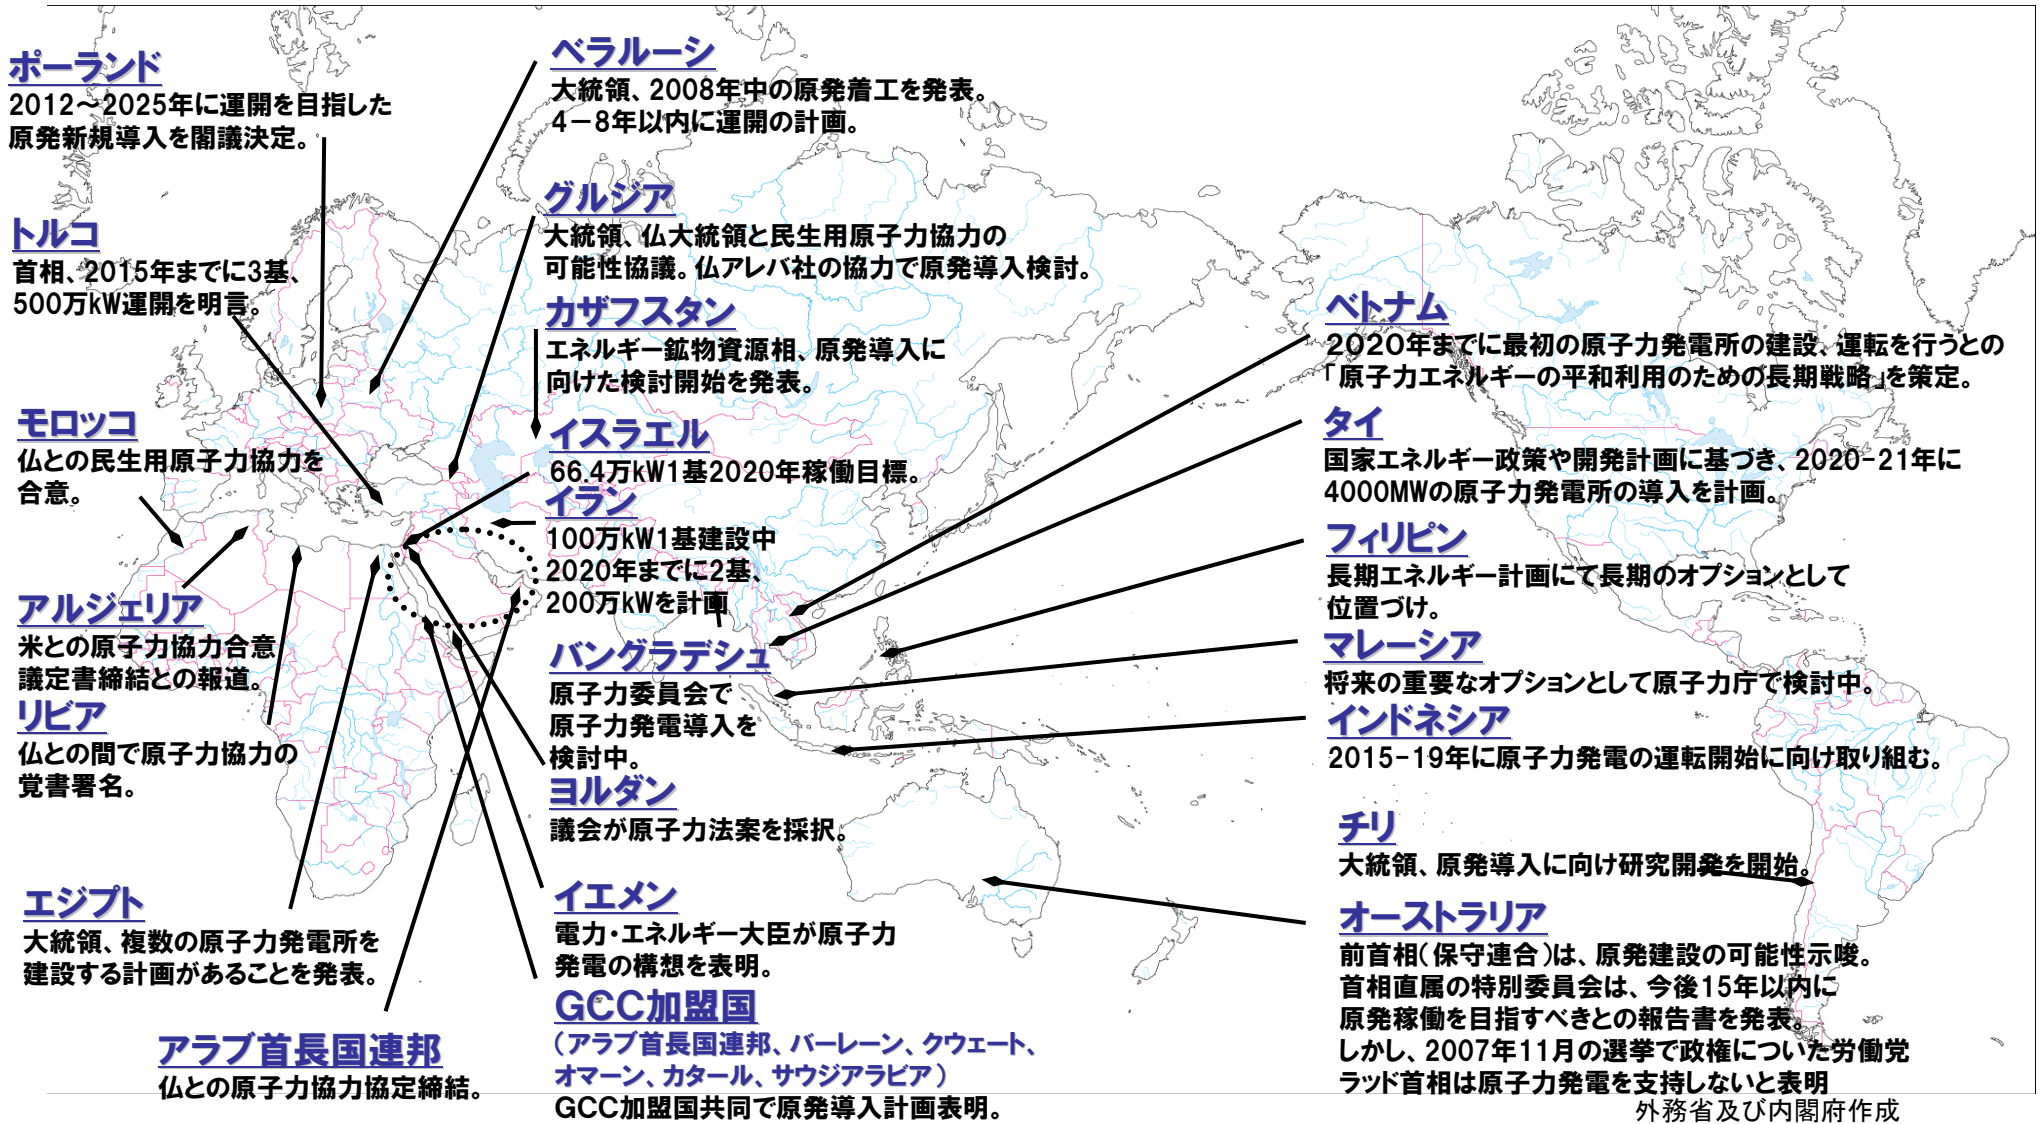 ポーランド
2012～2025年に運開を目指した
原発新規導入を閣議決定。
トルコ
首相、2015年までに3基、
500万kW運開を明言。
モロッコ
仏との民生用原子力協力を
合意。
アルジェリア
米との原子力協力合意
議定書締結との報道。
リビア
仏との間で原子力協力の
覚書署名。
エジプト
大統領、複数の原子力発電所を
建設する計画があることを発表。
アラブ首長国連邦
仏との原子力協力協定締結。
ベラルーシ
大統領、2008年中の原発着工を発表。
4－8年以内に運開の計画。
グルジア
大統領、仏大統領と民生用原子力協力の
可能性協議。仏アレバ社の協力で原発導入検討。
カザフスタン
エネルギー鉱物資源相、原発導入に
向けた検討開始を発表。
イスラエル
66.4万kW1基2020年稼働目標。
イラン
100万kW1基建設中
2020年までに2基、
200万kWを計画
バングラデシュ
原子力委員会で
原子力発電導入を
検討中。
ヨルダン
議会が原子力法案を採択。
イエメン
電力・エネルギー大臣が原子力
発電の構想を表明。
GCC加盟国
（アラブ首長国連邦、バーレーン、クウェート、
オマーン、カタール、サウジアラビア）
GCC加盟国共同で原発導入計画表明。
ベトナム
2020年までに最初の原子力発電所の建設、運転を行うとの
「原子力エネルギーの平和利用のための長期戦略」を策定。
タイ
国家エネルギー政策や開発計画に基づき、2020-21年に
4000MWの原子力発電所の導入を計画。
フィリピン
長期エネルギー計画にて長期のオプションとして
位置づけ。
マレーシア
将来の重要なオプションとして原子力庁で検討中。
インドネシア
2015-19年に原子力発電の運転開始に向け取り組む。
チリ
大統領、原発導入に向け研究開発を開始。
オーストラリア
前首相（保守連合）は、原発建設の可能性示唆。
首相直属の特別委員会は、今後15年以内に
原発稼働を目指すべきとの報告書を発表。
しかし、2007年11月の選挙で政権についた労働党
ラッド首相は原子力発電を支持しないと表明
外務省及び内閣府作成